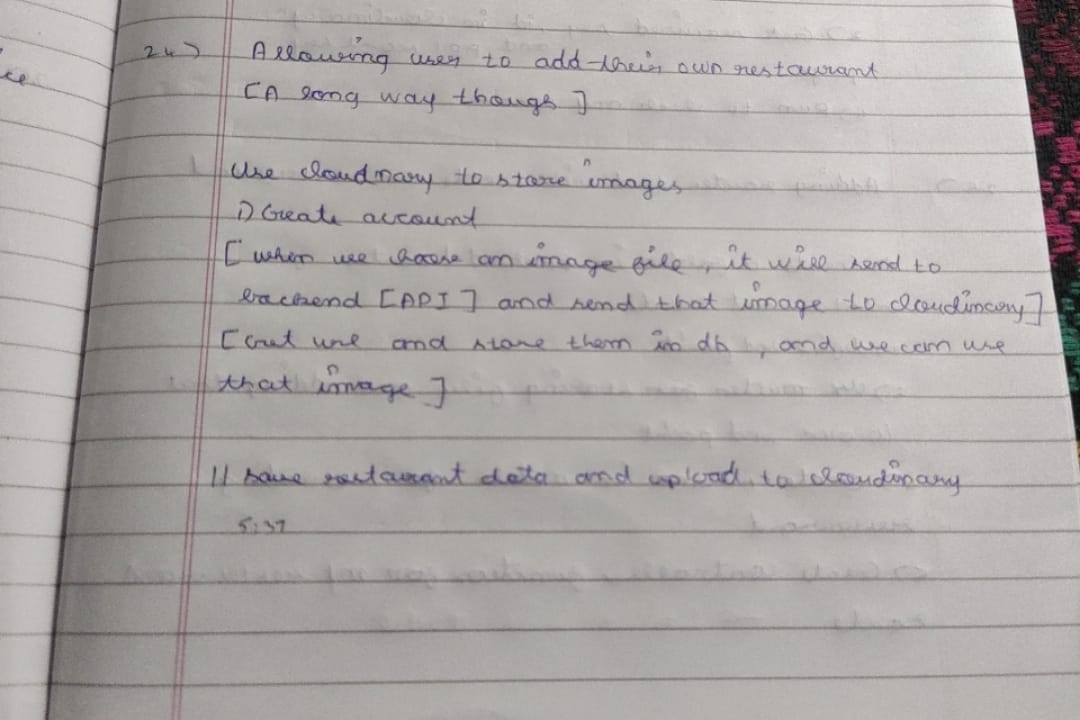 24) Allowing user to add their own restaurant
[A long way though]
Use cloudnary to store images
1) Create account
[when we choose an image file, it will send to
backend [API] and send that image to cloudincary]
[Get url and store them in db, and we can use
that image]
// save restaurant data and upload to cloudinary
5:37